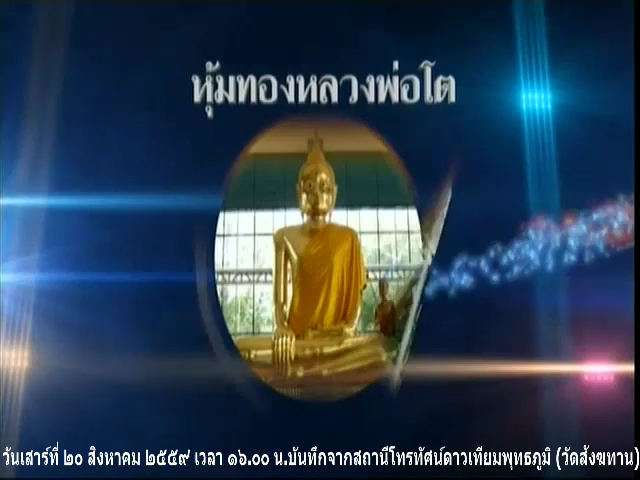 หุ้มทองหลวงพ่อโต
วันเสาร์ที่ ๒๐ สิงหาคม ๒๕๕๙ เวลา ๑๖.๐๐ น.บันทึกจากสถานีโทรทัศน์ดาวเทียมพุทธภูมิ (วัดสังฆทาน)